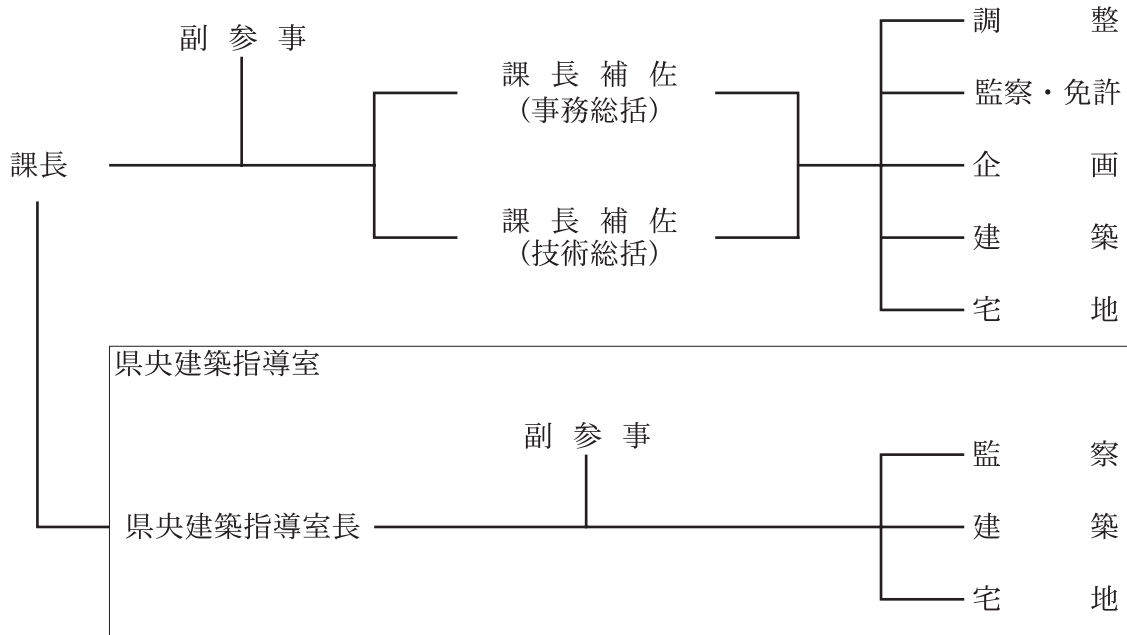 調整
副参事
課長補佐
(事務総括)
監察・免許
課長
企画
課長補佐
(技術総括)
建築
宅地
県央建築指導室
副参事
監察
県央建築指導室長
建築
宅地